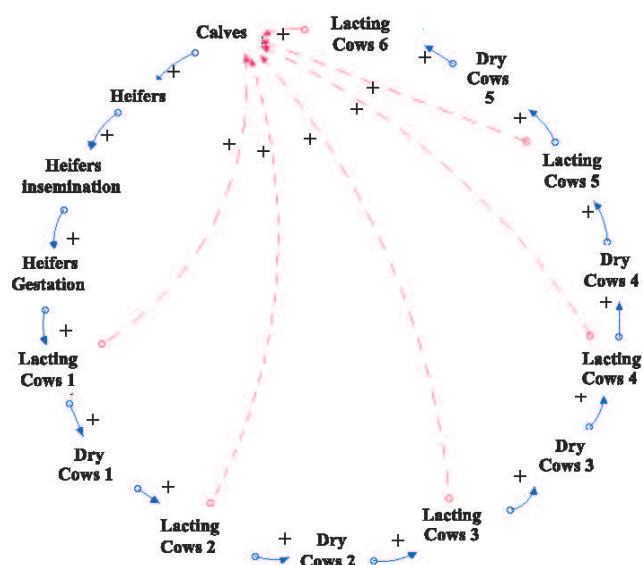 Calves
Heifers
Heifers
insemination
Heifers
Gestation
Lacting
Cows 1
Dry
Cows 1
Lacting
Cows 2
Dry
Cows 2
Lacting
Cows 3
Dry
Cows 3
Lacting
Cows 4
Dry
Cows 4
Lacting
Cows 5
Dry
Cows
5
Lacting
Cows 6